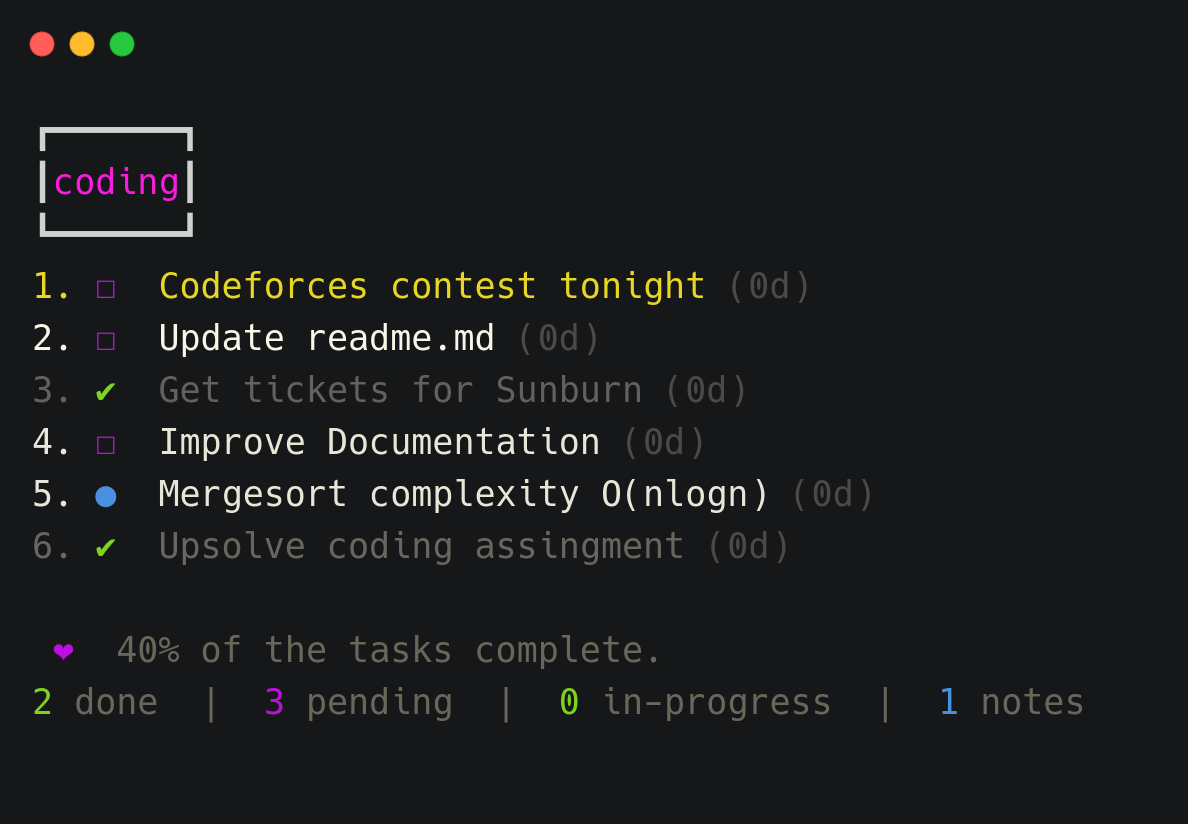 coding
1. ☐ Codeforces contest tonight (0d)
2. ☐ Update readme.md (0d)
3. ✔ Get tickets for Sunburn (0d)
4. ☐ Improve Documentation (0d)
5. ● Mergesort complexity O(nlogn) (0d)
6. ✔ Upsolve coding assingment (0d)
❤ 40% of the tasks complete.
2 done | 3 pending | 0 in-progress | 1 notes